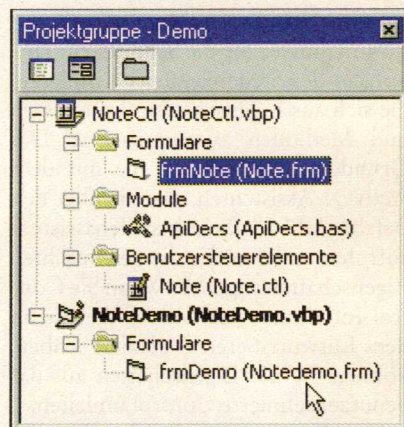 Projektgruppe - Demo
NoteCtl (NoteCtl.vbp)
Formulare
frmNote (Note.frm)
Module
ApiDecs (ApiDecs.bas)
Benutzersteuerelemente
Note (Note.ctl)
NoteDemo (NoteDemo.vbp)
Formulare
frmDemo (Notedemo.frm)